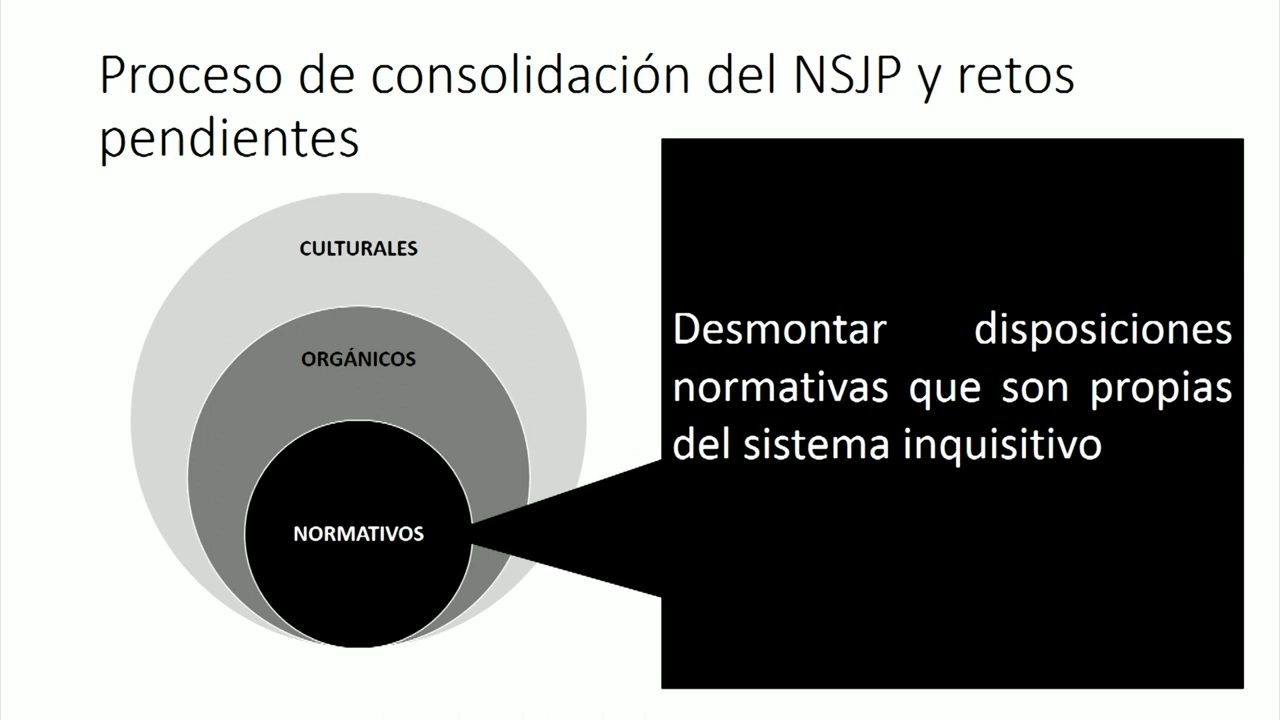 Proceso de consolidación del NSJP y retos
pendientes
CULTURALES
ORGÁNICOS
NORMATIVOS
Desmontar disposiciones
normativas que son propias
del sistema inquisitivo